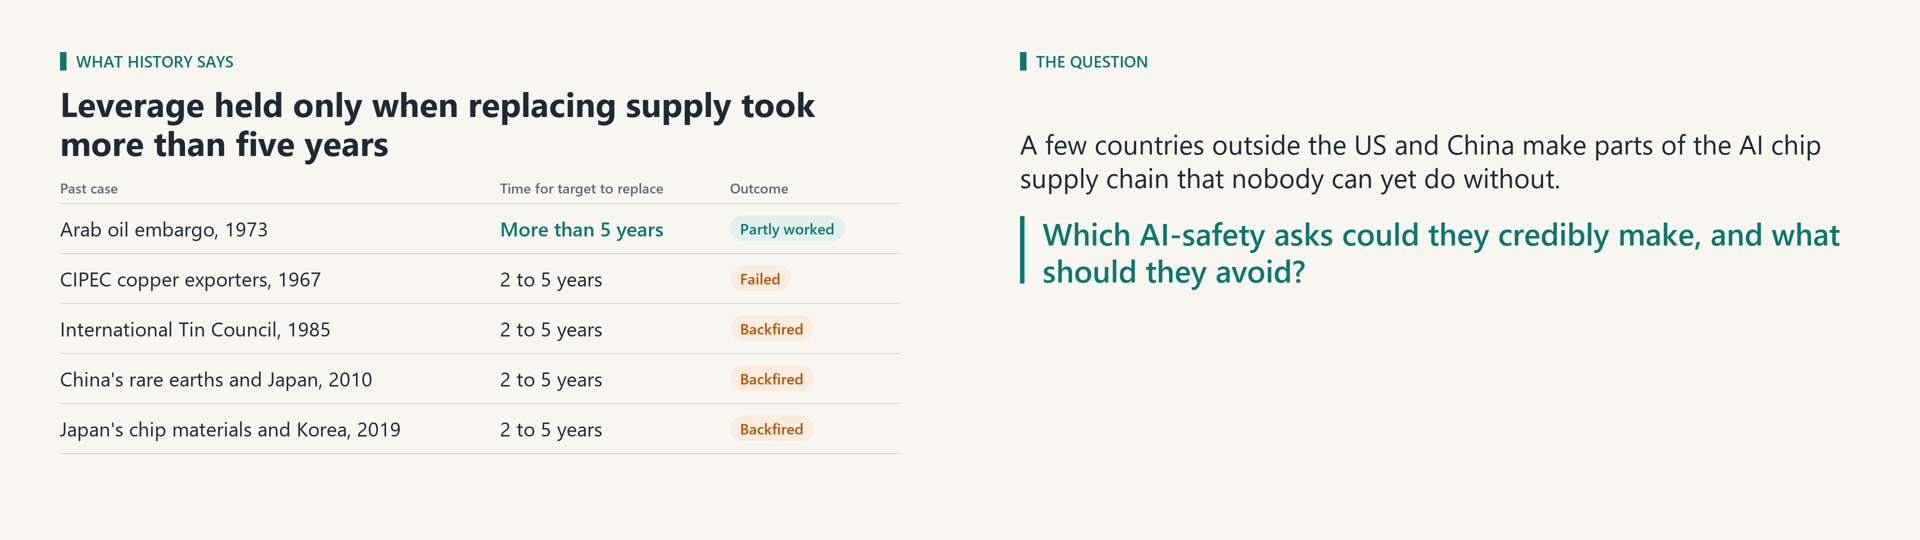 WHAT HISTORY SAYS
Leverage held only when replacing supply took
more than five years
Past case Time for target to replace Outcome
Arab oil embargo, 1973 More than 5 years Partly worked
CIPEC copper exporters, 1967 2 to 5 years Failed
International Tin Council, 1985 2 to 5 years Backfired
China's rare earths and Japan, 2010 2 to 5 years Backfired
Japan's chip materials and Korea, 2019 2 to 5 years Backfired
THE QUESTION
A few countries outside the US and China make parts of the AI chip
supply chain that nobody can yet do without.
Which AI-safety asks could they credibly make, and what
should they avoid?